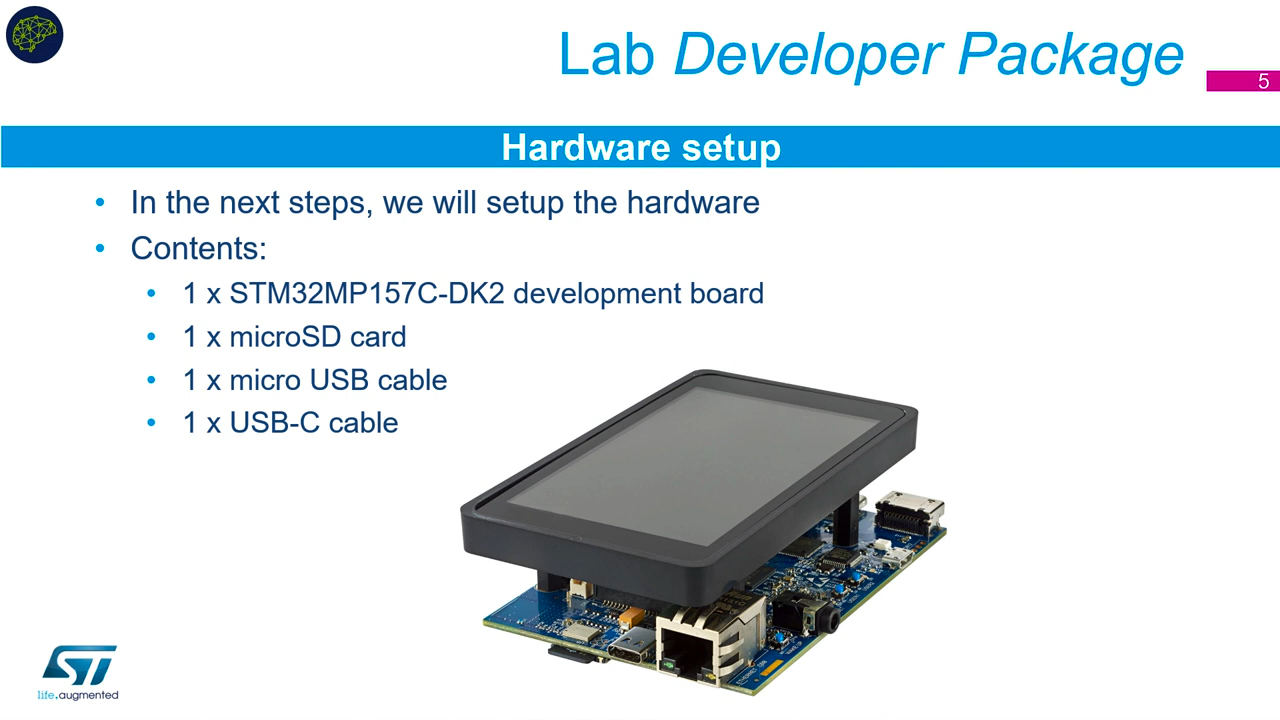 Lab Developer Package
5
Hardware setup
• In the next steps, we will setup the hardware
• Contents:
• 1 x STM32MP157C-DK2 development board
• 1 x microSD card
• 1 x micro USB cable
• 1 x USB-C cable
ST
life.augmented